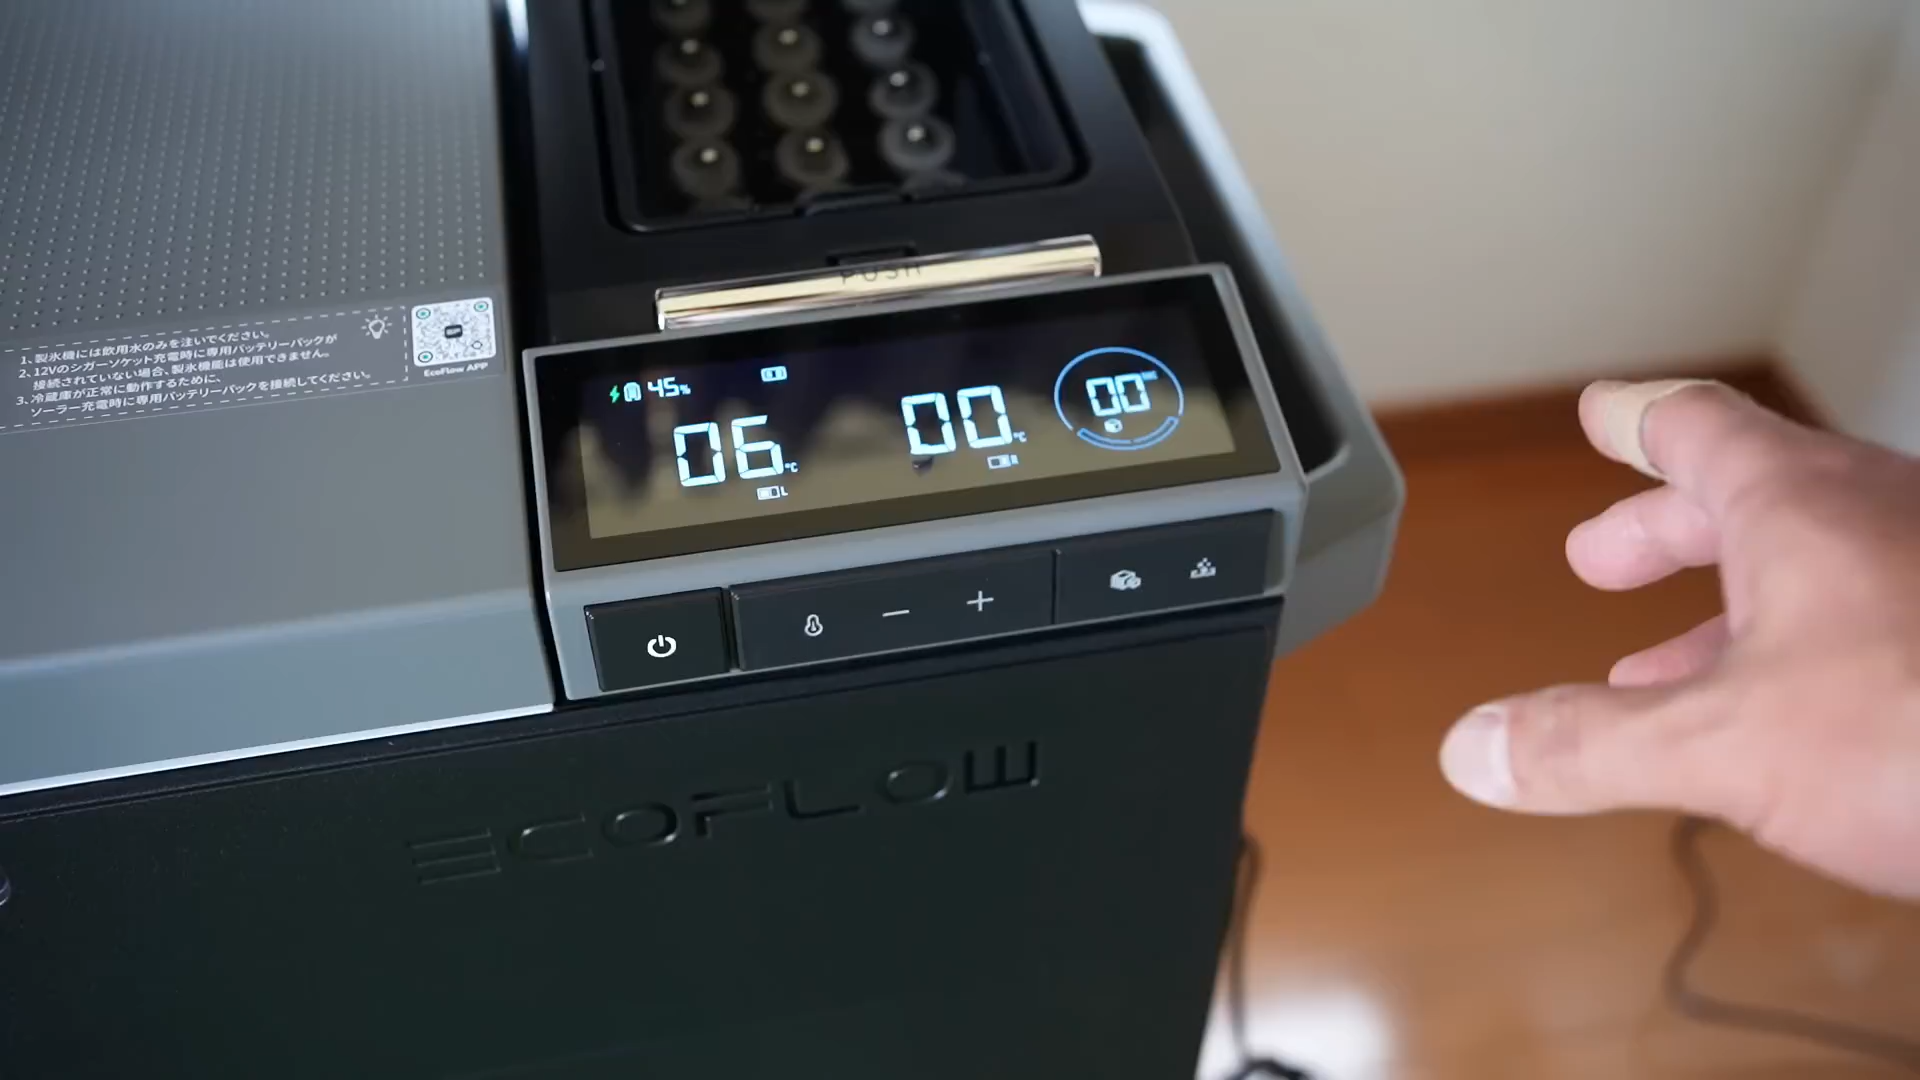 PUSH
1、製氷機には飲用水のみを注いでください。
2、12Vのシガーソケット充電時に専用バッテリーパックが
接続されていない場合、製氷機能は使用できません。
3、冷蔵庫が正常に動作するために、
ソーラー充電時に専用バッテリーパックを接続してください。
EcoFlow APP
45%
06°C
L
00°C
R
00
ECOFLOW